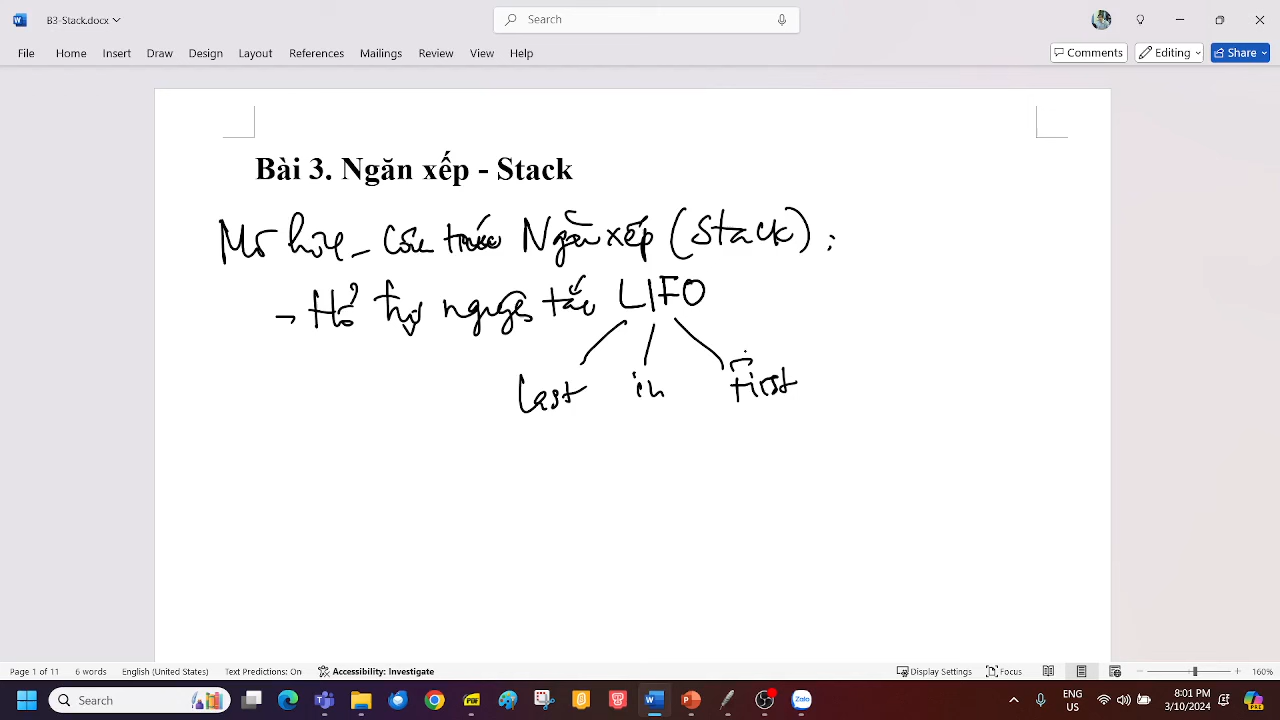 B3-Stack.docx
Search
File Home Insert Draw Design Layout References Mailings Review View Help
Comments Editing Share
Bài 3. Ngăn xếp - Stack
Mô hình - Cấu trúc Ngăn xếp (Stack) :
→ Hỗ trợ nguyên tắc LIFO
Last in first
Page 1 of 11 6 words English (United States) Text Predictions: On Accessibility: Investigate Display Settings Focus 160%
Search ENG US 8:01 PM 3/10/2024